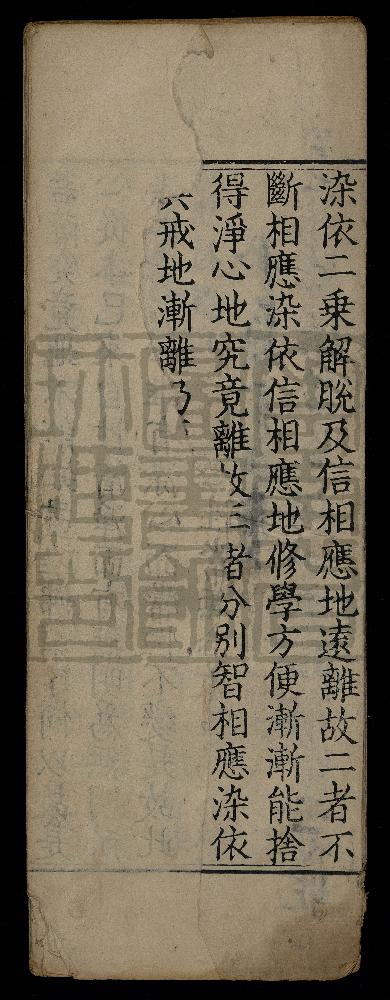 染依二乗解脫及信相應地遠離故二者不
斷相應染依信相應地修學方便漸漸能捨
得淨心地究竟離故三者分別智相應染依
戒地漸離乃